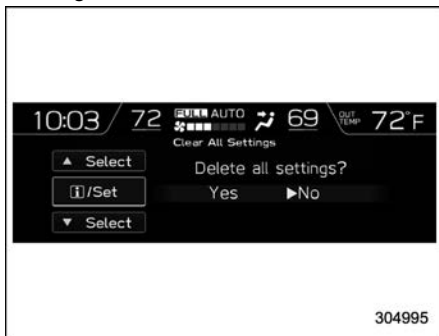 10:03 72 FULL AUTO 69 OUT TEMP 72°F
Clear All Settings
▲ Select
Delete all settings?
i/Set
Yes ▶No
▼ Select
304995